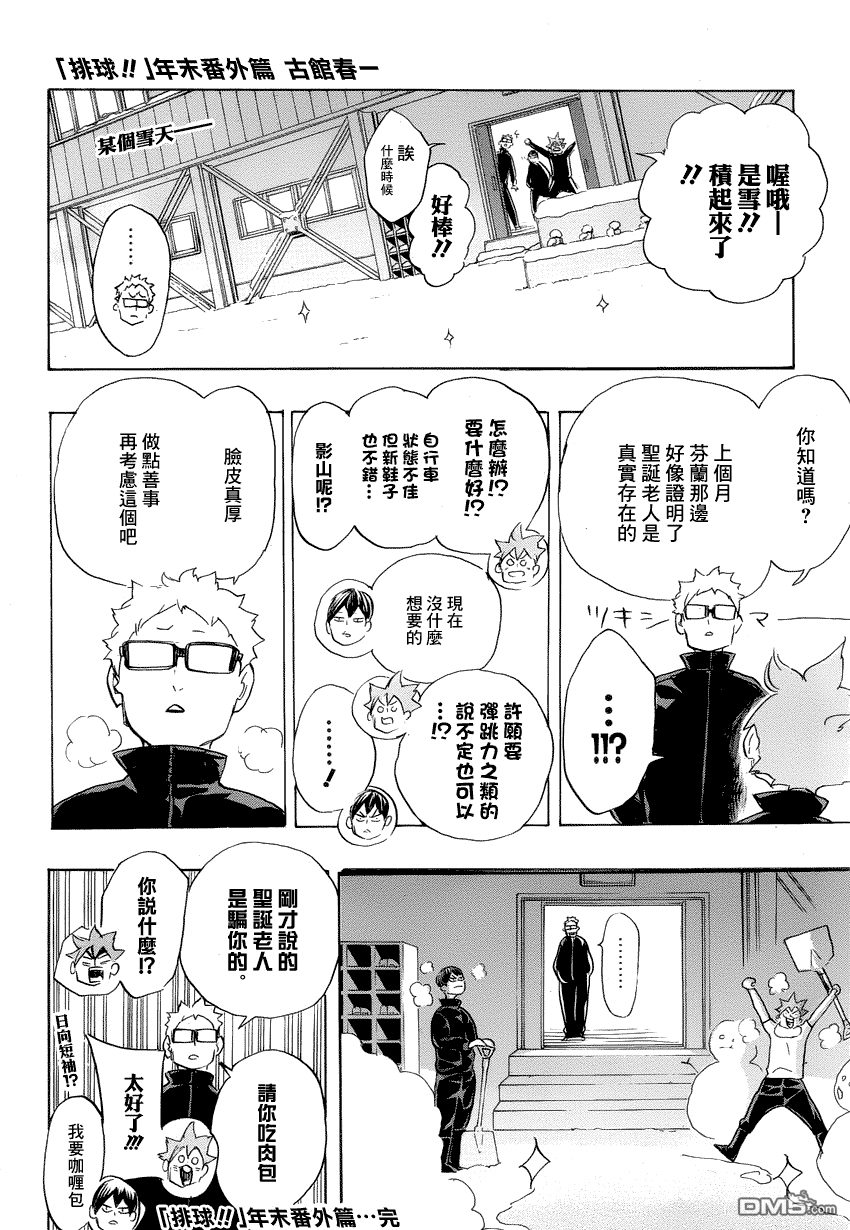 「排球!!」年末番外篇 古館春一
某個雪天——
喔哦—
是雪!!
積起來了
!!
誒
什麼時候
好棒!!
……
你知道嗎?
上個月
芬蘭那邊
好像證明了
聖誕老人是
真實存在的
ツキシマ
…!!?
怎麼辦!?
要什麼好!?
自行車
狀態不佳
但新鞋子
也不錯…
影山呢!?
現在
沒什麼
想要的
許願要
彈跳力之類的
說不定也可以
…!?
……!
臉皮真厚
做點善事
再考慮這個吧
……
剛才說的
聖誕老人
是騙你的。
你說什麼!?
請你吃肉包
日向短袖!?
太好了!!!
我要咖喱包
「排球!!」年末番外篇…完
DM5.com